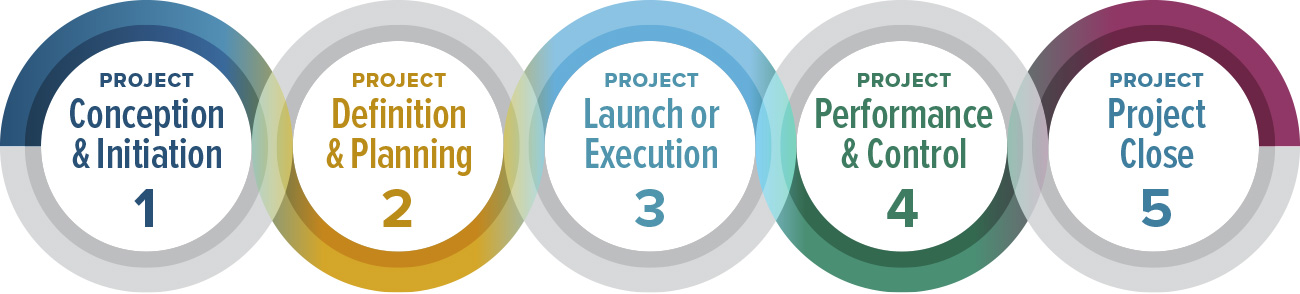 PROJECT
Conception
& Initiation
1
PROJECT
Definition
& Planning
2
PROJECT
Launch or
Execution
3
PROJECT
Performance
& Control
4
PROJECT
Project
Close
5